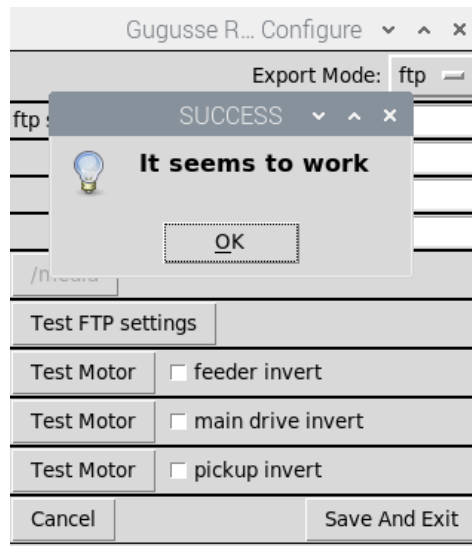 Gugusse R... Configure
Export Mode: ftp
ftp
SUCCESS
It seems to work
OK
/media
Test FTP settings
Test Motor feeder invert
Test Motor main drive invert
Test Motor pickup invert
Cancel Save And Exit